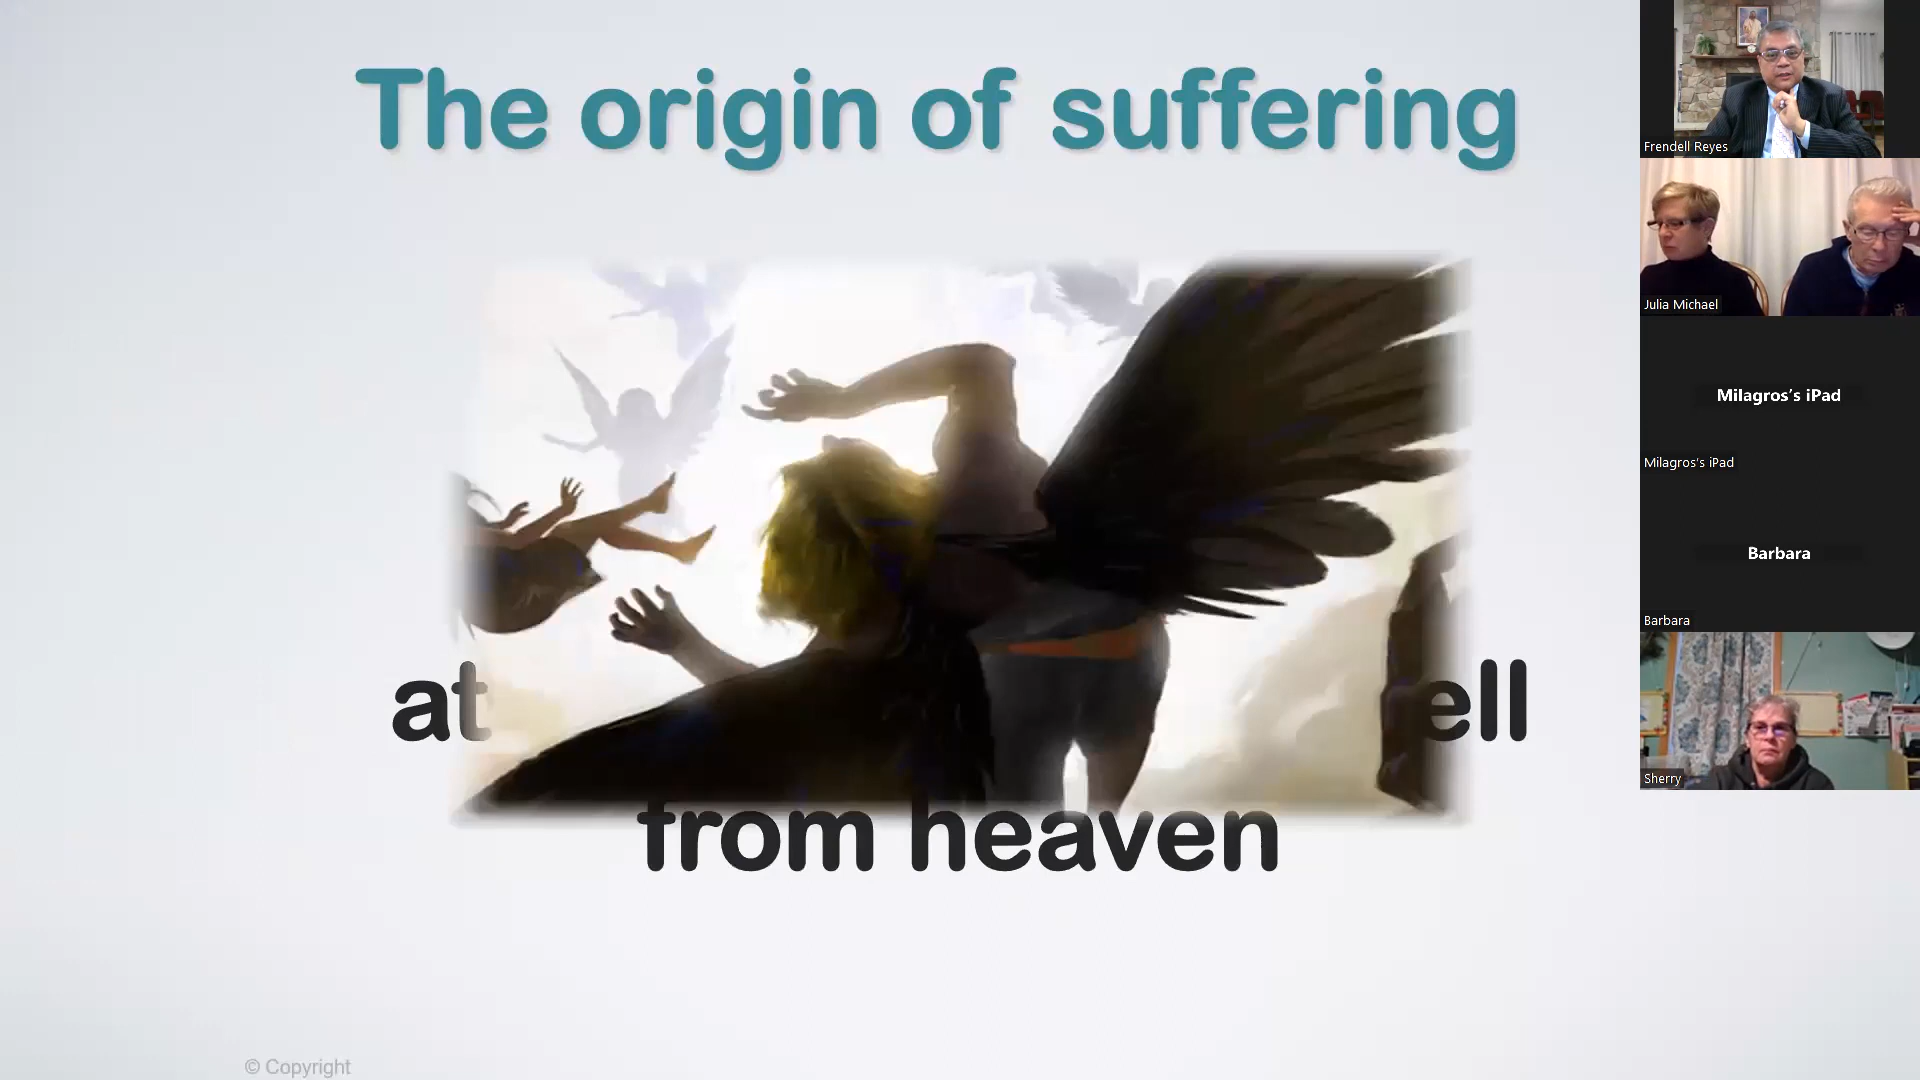 The origin of suffering
at ell
from heaven
© Copyright
Frendell Reyes
Julia Michael
Milagros's iPad
Milagros's iPad
Barbara
Barbara
Sherry